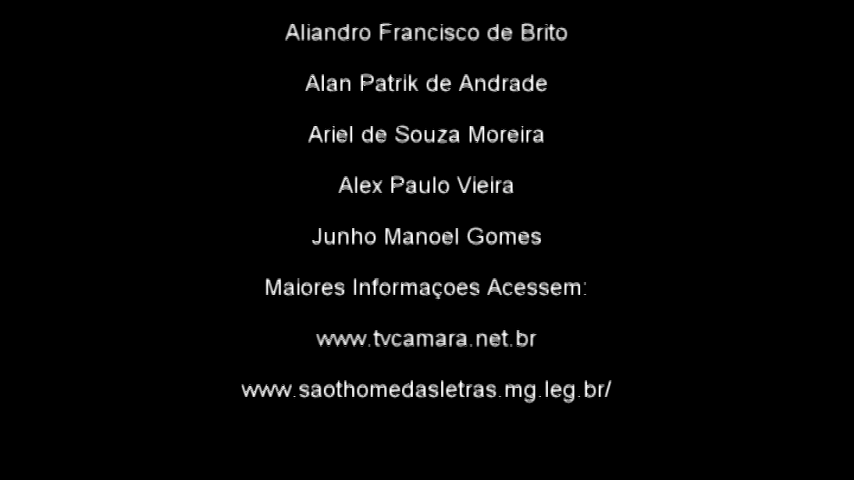 Aliandro Francisco de Brito
Alan Patrik de Andrade
Ariel de Souza Moreira
Alex Paulo Vieira
Junho Manoel Gomes
Maiores Informaçoes Acessem:
www.tvcamara.net.br
www.saothomedasletras.mg.leg.br/